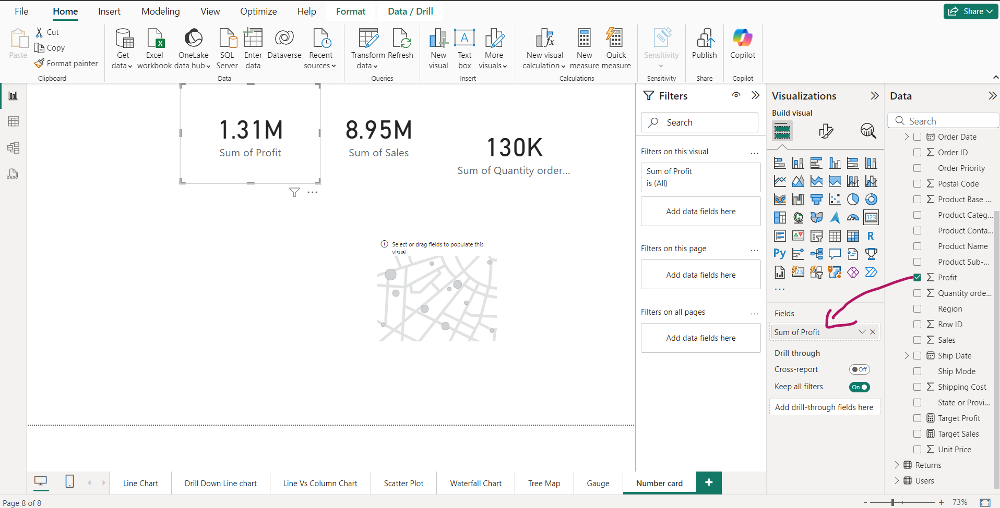 File Home Insert Modeling View Optimize Help Format Data / Drill Share
Paste Cut Copy Format painter Clipboard
Get data Excel workbook OneLake data hub SQL Server Enter data Dataverse Recent sources Data
Transform data Refresh Queries
New visual Text box More visuals Insert
New visual calculation New measure Quick measure Calculations
Sensitivity Sensitivity
Publish Share
Copilot Copilot
1.31M
Sum of Profit
8.95M
Sum of Sales
130K
Sum of Quantity order...
Select or drag fields to populate this
visual
Filters
Search
Filters on this visual ...
Sum of Profit
is (All)
Add data fields here
Filters on this page ...
Add data fields here
Filters on all pages ...
Add data fields here
Visualizations
Build visual
123
R
Py
123
...
Fields
Sum of Profit
Drill through
Cross-report Off
Keep all filters On
Add drill-through fields here
Data
Search
Order Date
Order ID
Order Priority
Postal Code
Product Base ...
Product Categ...
Product Conta...
Product Name
Product Sub-...
Profit
Quantity orde...
Region
Row ID
Sales
Ship Date
Ship Mode
Shipping Cost
State or Provi...
Target Profit
Target Sales
Unit Price
Returns
Users
DAX
Line Chart Drill Down Line chart Line Vs Column Chart Scatter Plot Waterfall Chart Tree Map Gauge Number card +
Page 8 of 8 - + 73%